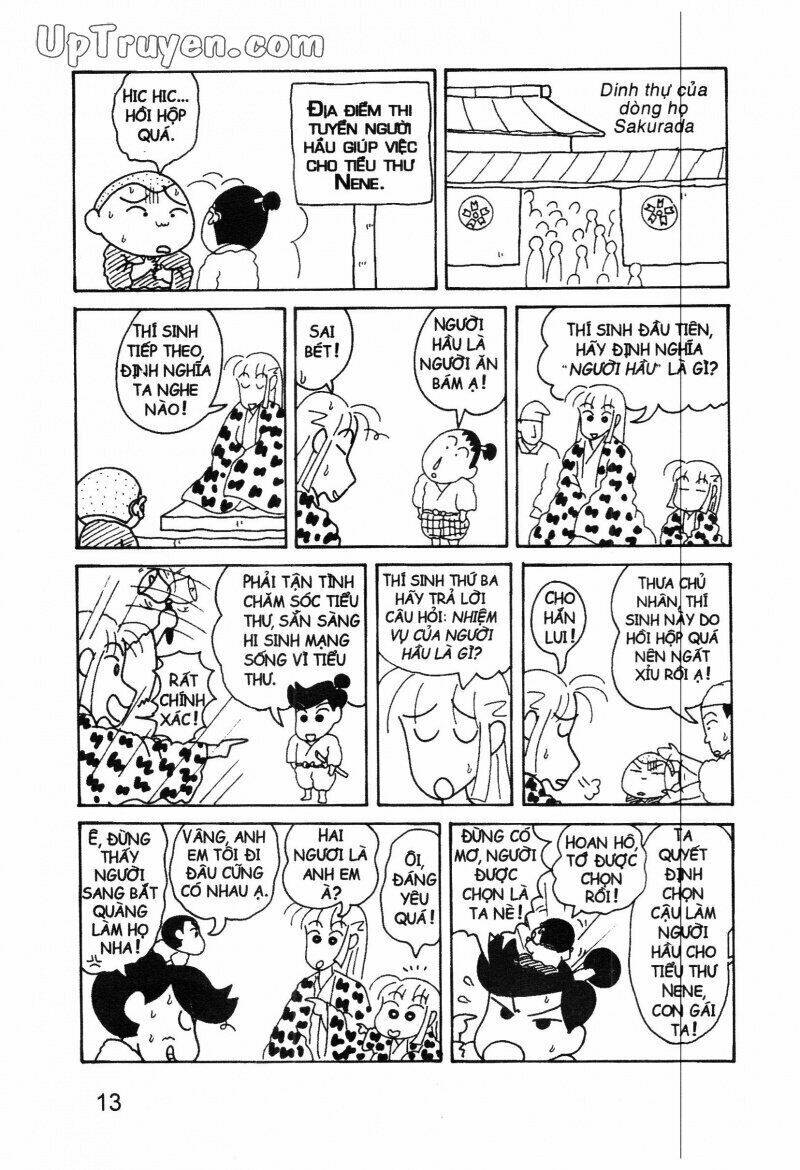 UpTruyen.com
Dinh thự của
dòng họ
Sakurada
ĐỊA ĐIỂM THI
TUYỂN NGƯỜI
HẦU GIÚP VIỆC
CHO TIỂU THƯ
NENE.
HIC HIC...
HỒI HỘP
QUÁ.
THÍ SINH ĐẦU TIÊN,
HÃY ĐỊNH NGHĨA
"NGƯỜI HẦU" LÀ GÌ?
NGƯỜI
HẦU LÀ
NGƯỜI ĂN
BÁM Ạ!
SAI
BÉT!
THÍ SINH
TIẾP THEO,
ĐỊNH NGHĨA
TA NGHE
NÀO!
THƯA CHỦ
NHÂN, THÍ
SINH NÀY DO
HỒI HỘP QUÁ
NÊN NGẤT
XỈU RỒI Ạ!
CHO
HẮN
LUI!
THÍ SINH THỨ BA
HÃY TRẢ LỜI
CÂU HỎI: NHIỆM
VỤ CỦA NGƯỜI
HẦU LÀ GÌ?
PHẢI TẬN TÌNH
CHĂM SÓC TIỂU
THƯ, SẴN SÀNG
HI SINH MẠNG
SỐNG VÌ TIỂU
THƯ.
RẤT
CHÍNH
XÁC!
TA
QUYẾT
ĐỊNH
CHỌN
CẬU LÀM
NGƯỜI
HẦU CHO
TIỂU THƯ
NENE,
CON GÁI
TA!
HOAN HÔ,
TỚ ĐƯỢC
CHỌN
RỒI!
ĐỪNG CÓ
MƠ, NGƯỜI
ĐƯỢC
CHỌN LÀ
TA NÈ!
ÔI,
ĐÁNG
YÊU
QUÁ!
HAI
NGƯƠI LÀ
ANH EM
À?
VÂNG, ANH
EM TÔI ĐI
ĐÂU CŨNG
CÓ NHAU Ạ.
Ê, ĐỪNG
THẤY
NGƯỜI
SANG BẮT
QUÀNG
LÀM HỌ
NHA!
13